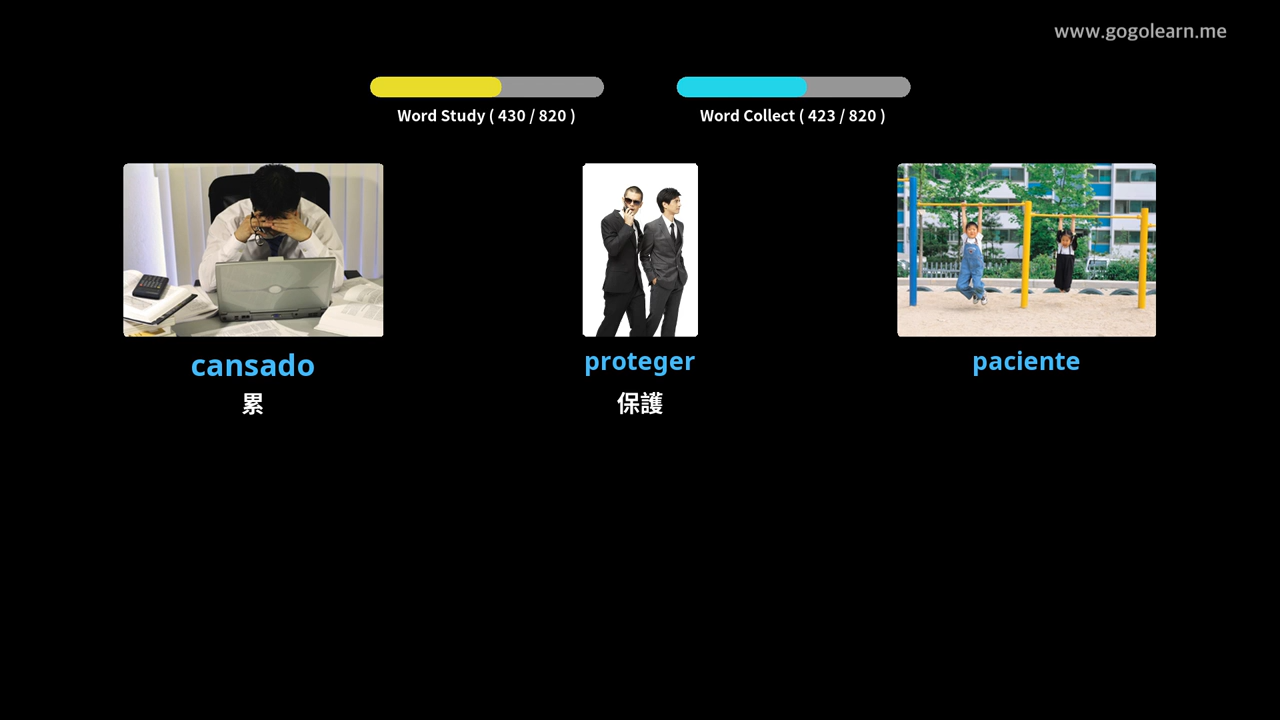 www.gogolearn.me
Word Study ( 430 / 820 )
Word Collect ( 423 / 820 )
cansado
累
proteger
保護
paciente